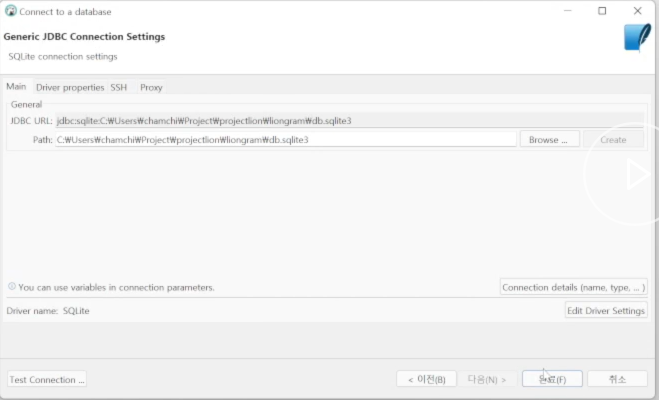 Connect to a database
Generic JDBC Connection Settings
SQLite connection settings
Main Driver properties SSH Proxy
General
JDBC URL: jdbc:sqlite:C:₩Users₩chamchi₩Project₩projectlion₩liongram₩db.sqlite3
Path: C:₩Users₩chamchi₩Project₩projectlion₩liongram₩db.sqlite3 Browse ... Create
You can use variables in connection parameters. Connection details (name, type, ... )
Driver name: SQLite Edit Driver Settings
Test Connection ... < 이전(B) 다음(N) > 완료(F) 취소